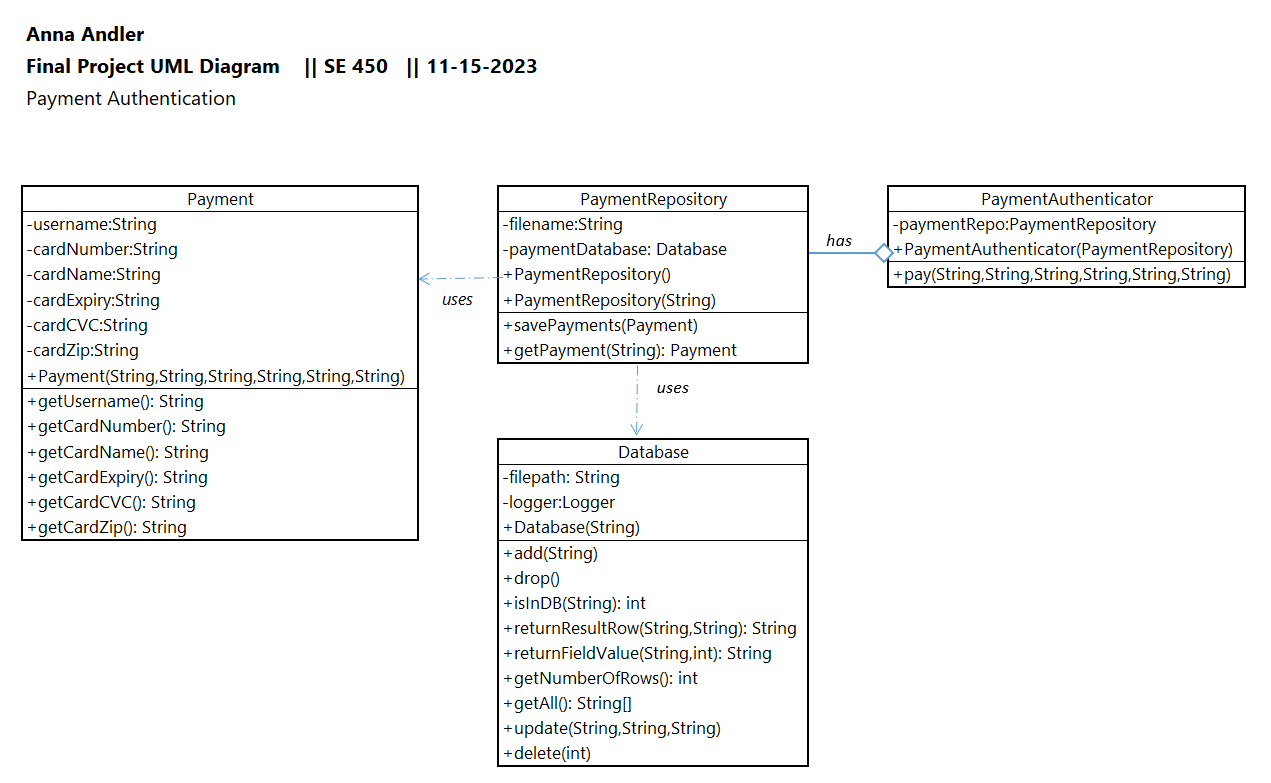 Anna Andler
Final Project UML Diagram || SE 450 || 11-15-2023
Payment Authentication
Payment
-username:String
-cardNumber:String
-cardName:String
-cardExpiry:String
-cardCVC:String
-cardZip:String
+Payment(String,String,String,String,String,String)
+getUsername(): String
+getCardNumber(): String
+getCardName(): String
+getCardExpiry(): String
+getCardCVC(): String
+getCardZip(): String
uses
PaymentRepository
-filename:String
-paymentDatabase: Database
+PaymentRepository()
+PaymentRepository(String)
+savePayments(Payment)
+getPayment(String): Payment
has
PaymentAuthenticator
-paymentRepo:PaymentRepository
+PaymentAuthenticator(PaymentRepository)
+pay(String,String,String,String,String,String)
uses
Database
-filepath: String
-logger:Logger
+Database(String)
+add(String)
+drop()
+isInDB(String): int
+returnResultRow(String,String): String
+returnFieldValue(String,int): String
+getNumberOfRows(): int
+getAll(): String[]
+update(String,String,String)
+delete(int)